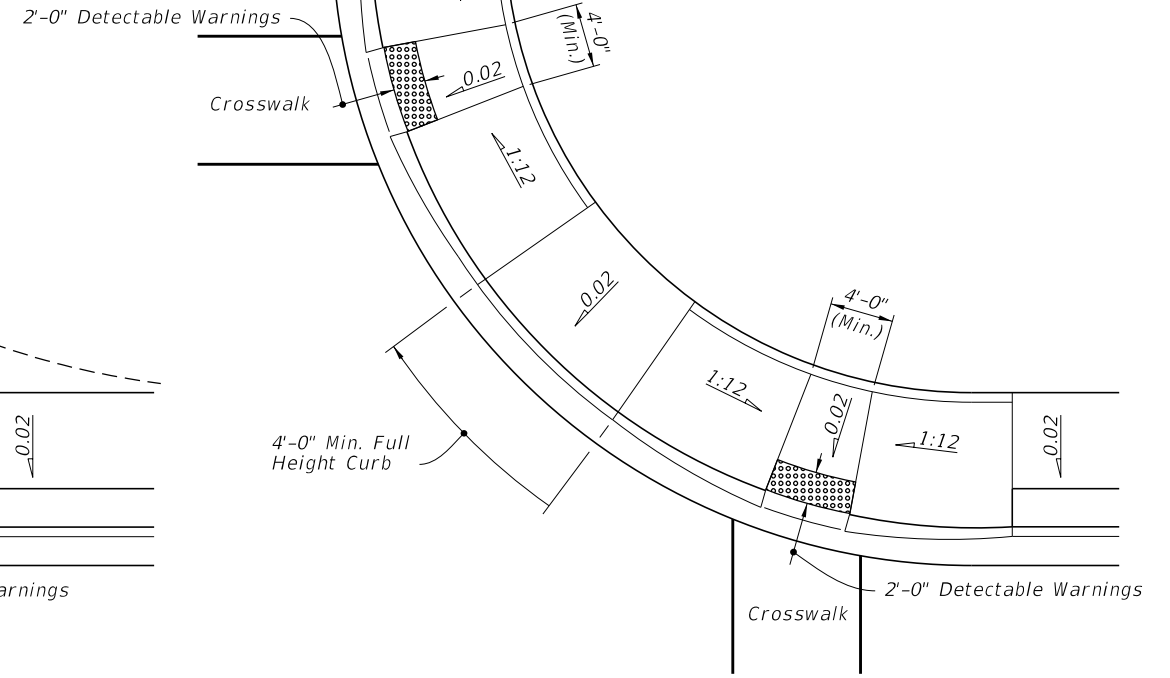 2'-0" Detectable Warnings
4'-0"
(Min.)
0.02
Crosswalk
1:12
0.02
4'-0"
(Min.)
1:12
0.02
0.02
1:12
0.02
4'-0" Min. Full
Height Curb
arnings
2'-0" Detectable Warnings
Crosswalk